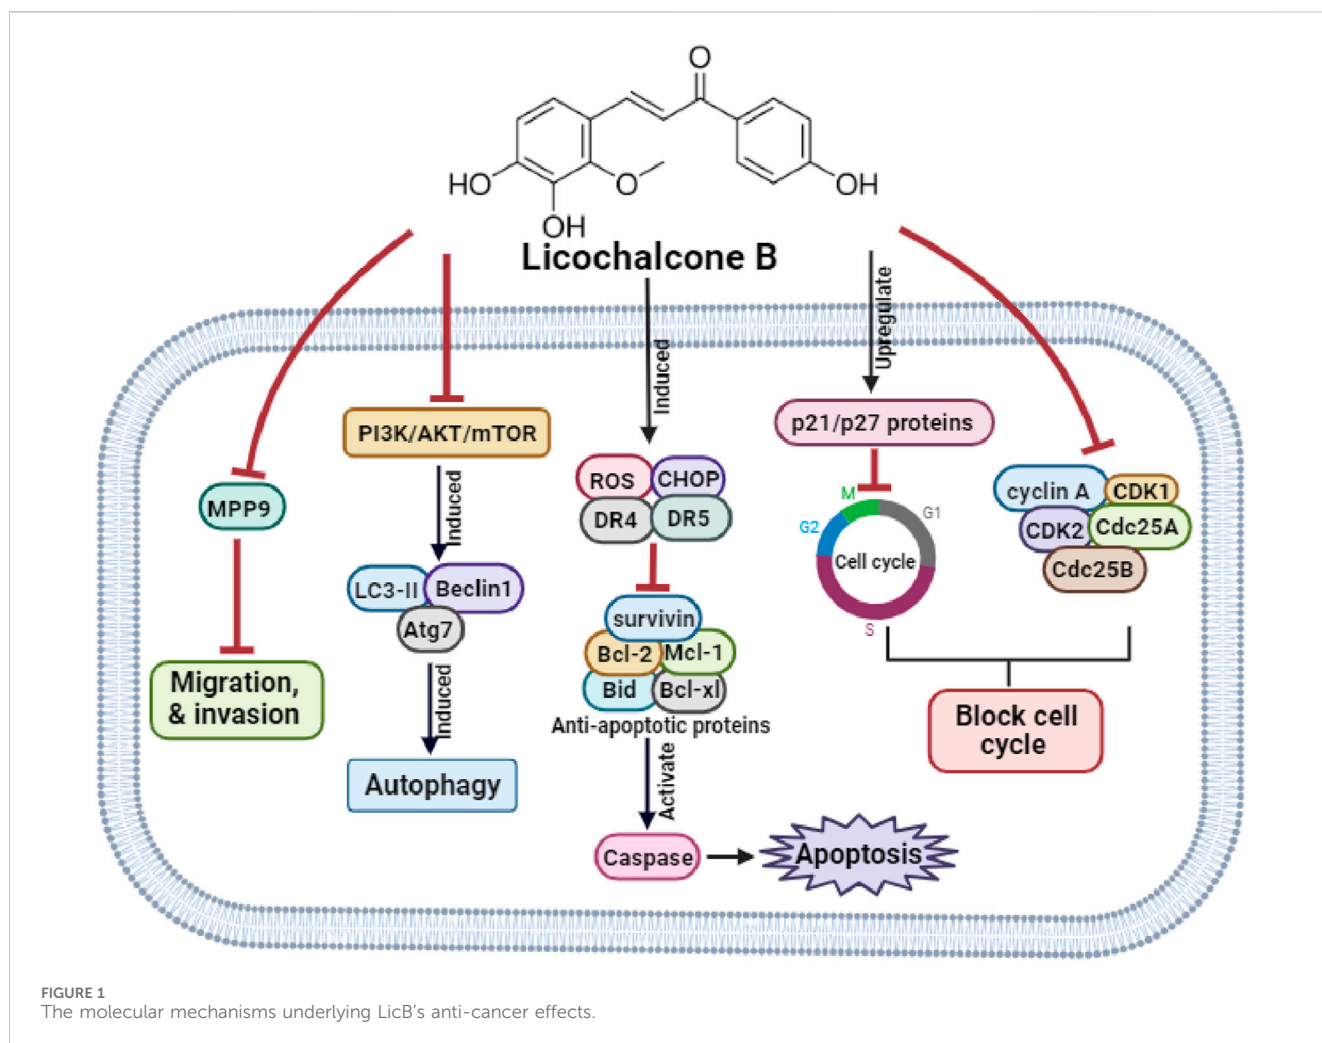 O
HO
O
OH
OH
Licochalcone B
Induced
Upregulate
PI3K/AKT/mTOR
p21/p27 proteins
MPP9
Induced
ROS
CHOP
DR4
DR5
M
G1
G2
Cell cycle
S
cyclin A
CDK1
CDK2
Cdc25A
Cdc25B
LC3-II
Beclin1
Atg7
survivin
Bcl-2
Mcl-1
Bid
Bcl-xl
Anti-apoptotic proteins
Migration,
& invasion
Induced
Autophagy
Activate
Block cell
cycle
Caspase
Apoptosis
FIGURE 1
The molecular mechanisms underlying LicB's anti-cancer effects.